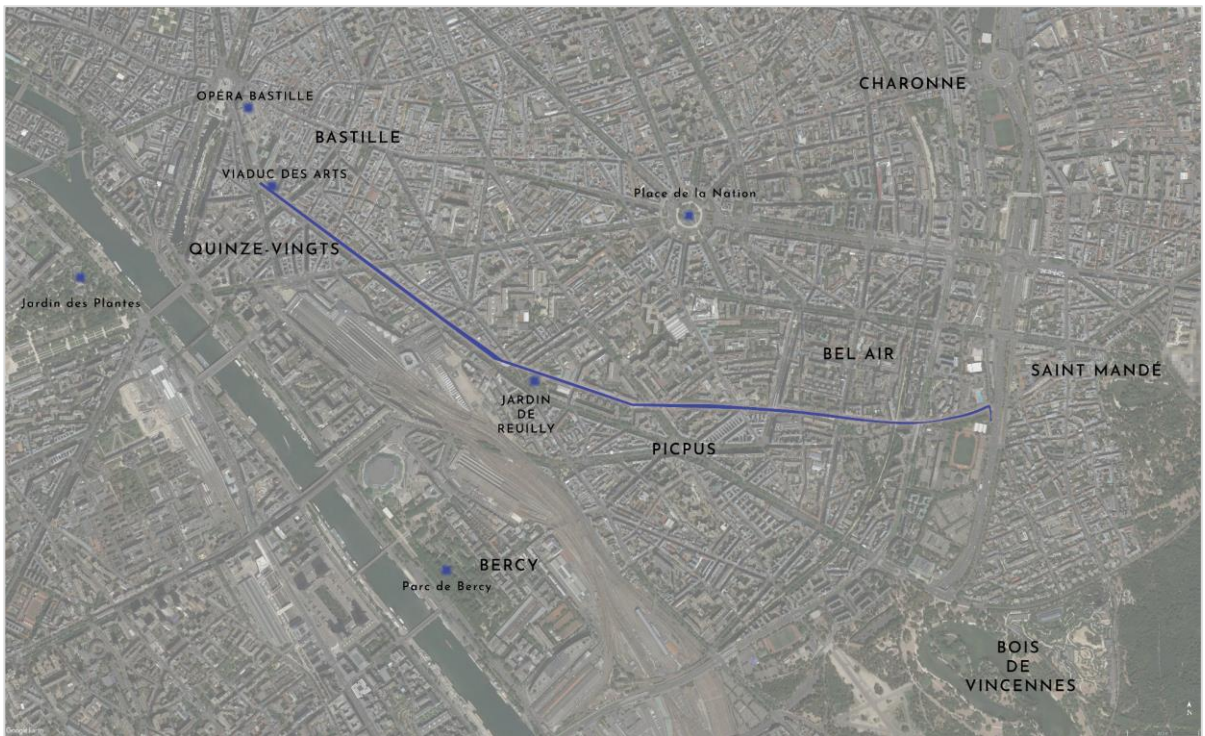 CHARONNE
OPÉRA BASTILLE
BASTILLE
VIADUC DES ARTS
Place de la Nation
QUINZE-VINGTS
Jardin des Plantes
BEL AIR
SAINT MANDÉ
JARDIN
DE
REUILLY
PICPUS
BERCY
Parc de Bercy
BOIS
DE
VINCENNES
N